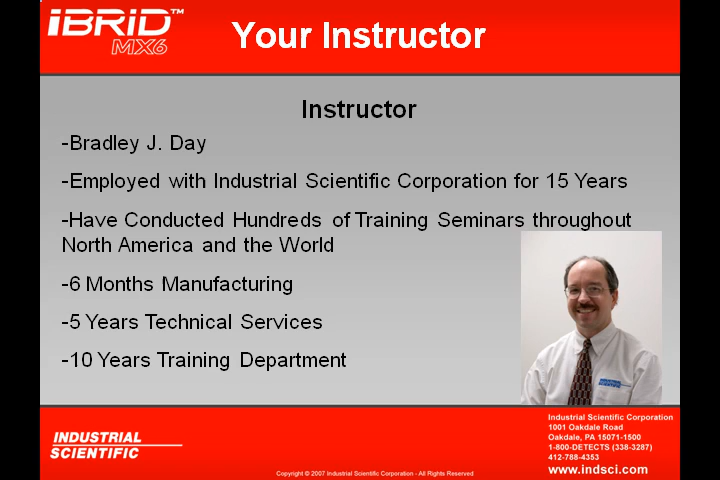 iBRiD™
MX6
Your Instructor
Instructor
-Bradley J. Day
-Employed with Industrial Scientific Corporation for 15 Years
-Have Conducted Hundreds of Training Seminars throughout
North America and the World
-6 Months Manufacturing
-5 Years Technical Services
-10 Years Training Department
INDUSTRIAL
SCIENTIFIC
INDUSTRIAL
SCIENTIFIC
Copyright © 2007 Industrial Scientific Corporation - All Rights Reserved
Industrial Scientific Corporation
1001 Oakdale Road
Oakdale, PA 15071-1500
1-800-DETECTS (338-3287)
412-788-4353
www.indsci.com